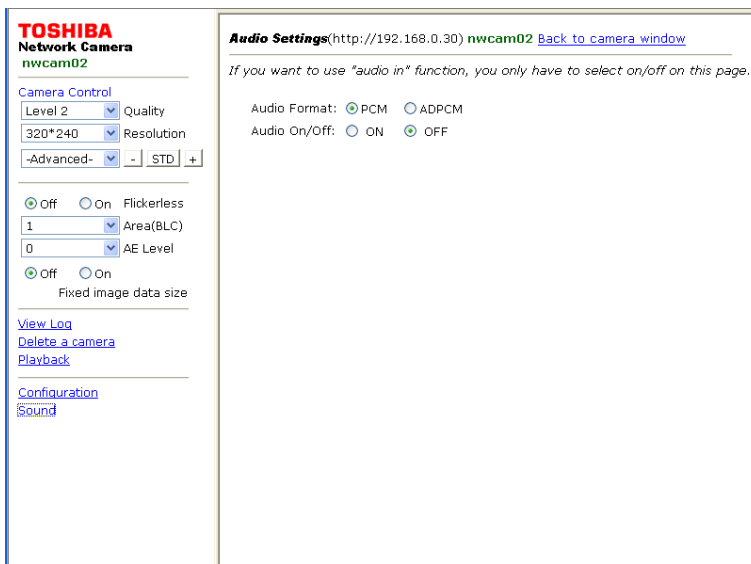 TOSHIBA
Network Camera
nwcam02
Camera Control
Level 2 Quality
320*240 Resolution
-Advanced- - STD +
Off On Flickerless
1 Area(BLC)
0 AE Level
Off On
Fixed image data size
View Log
Delete a camera
Playback
Configuration
Sound
Audio Settings(http://192.168.0.30) nwcam02 Back to camera window
If you want to use "audio in" function, you only have to select on/off on this page.
Audio Format: PCM ADPCM
Audio On/Off: ON OFF